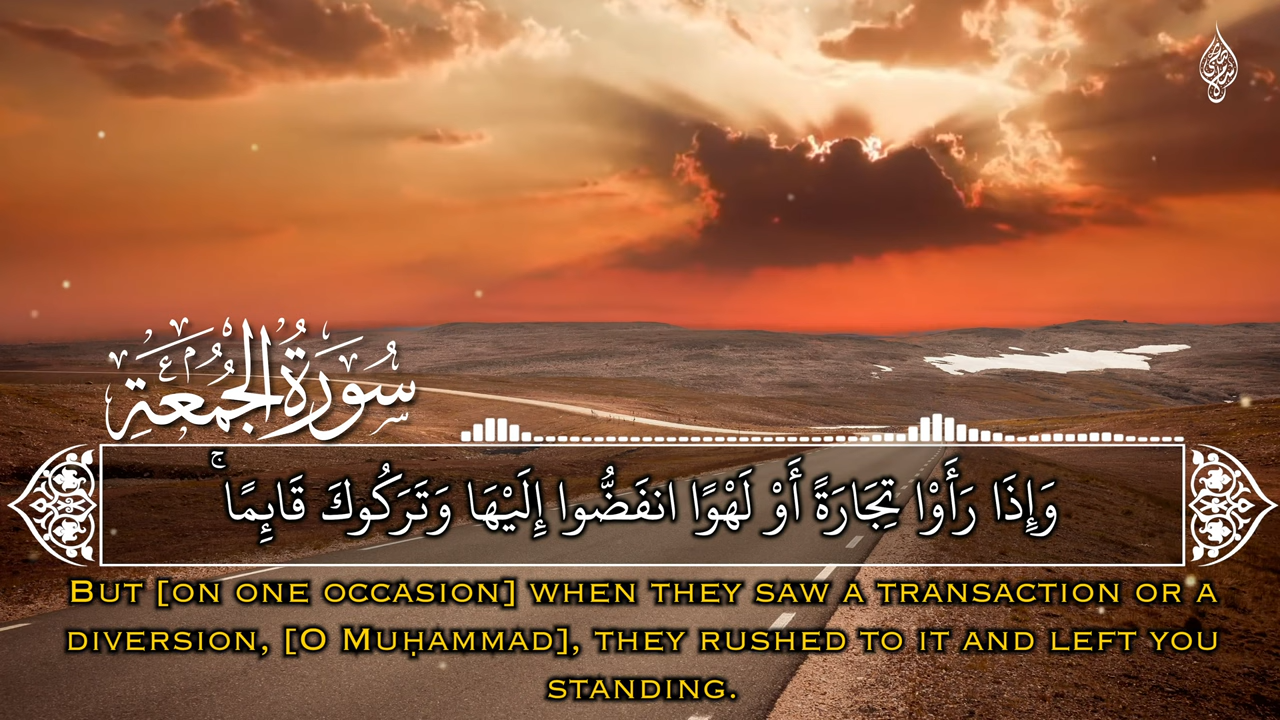 سُورَةُ الجُمُعَةِ
وَإِذَا رَأَوْا تِجَارَةً أَوْ لَهْوًا انفَضُّوا إِلَيْهَا وَتَرَكُوكَ قَائِمًا ۚ
But [on one occasion] when they saw a transaction or a
diversion, [O Muḥammad], they rushed to it and left you
standing.